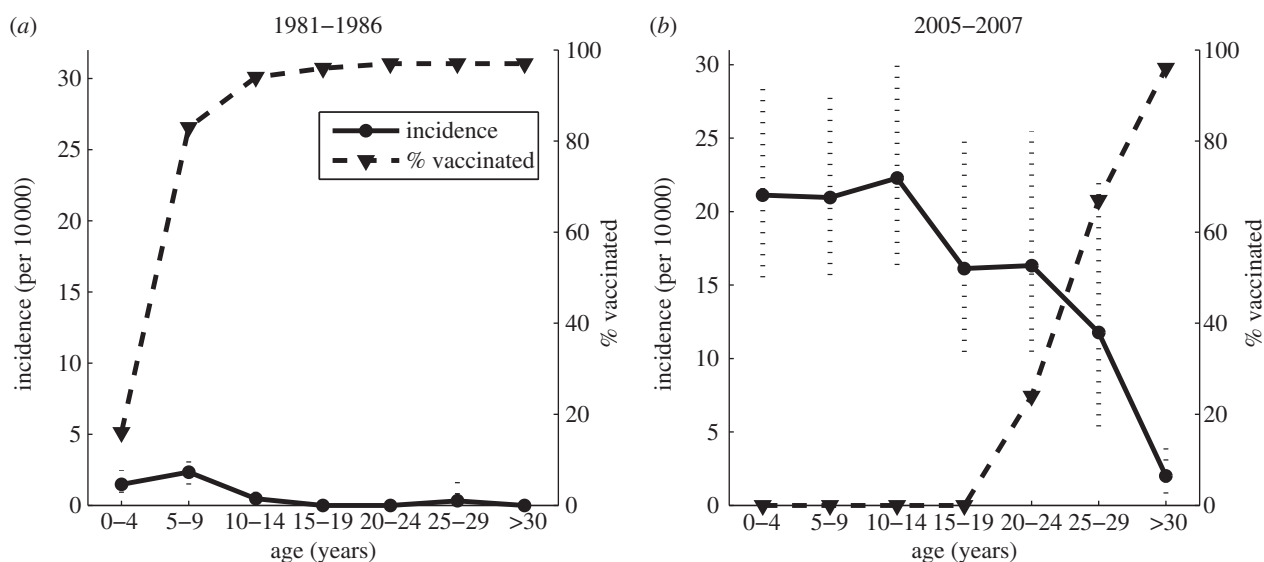 (a) 1981–1986
30
25
20
15
10
5
0
incidence (per 10 000)
100
80
60
40
20
0
% vaccinated
incidence
% vaccinated
0–4 5–9 10–14 15–19 20–24 25–29 >30
age (years)
(b) 2005–2007
30
25
20
15
10
5
0
incidence (per 10 000)
100
80
60
40
20
0
% vaccinated
0–4 5–9 10–14 15–19 20–24 25–29 >30
age (years)